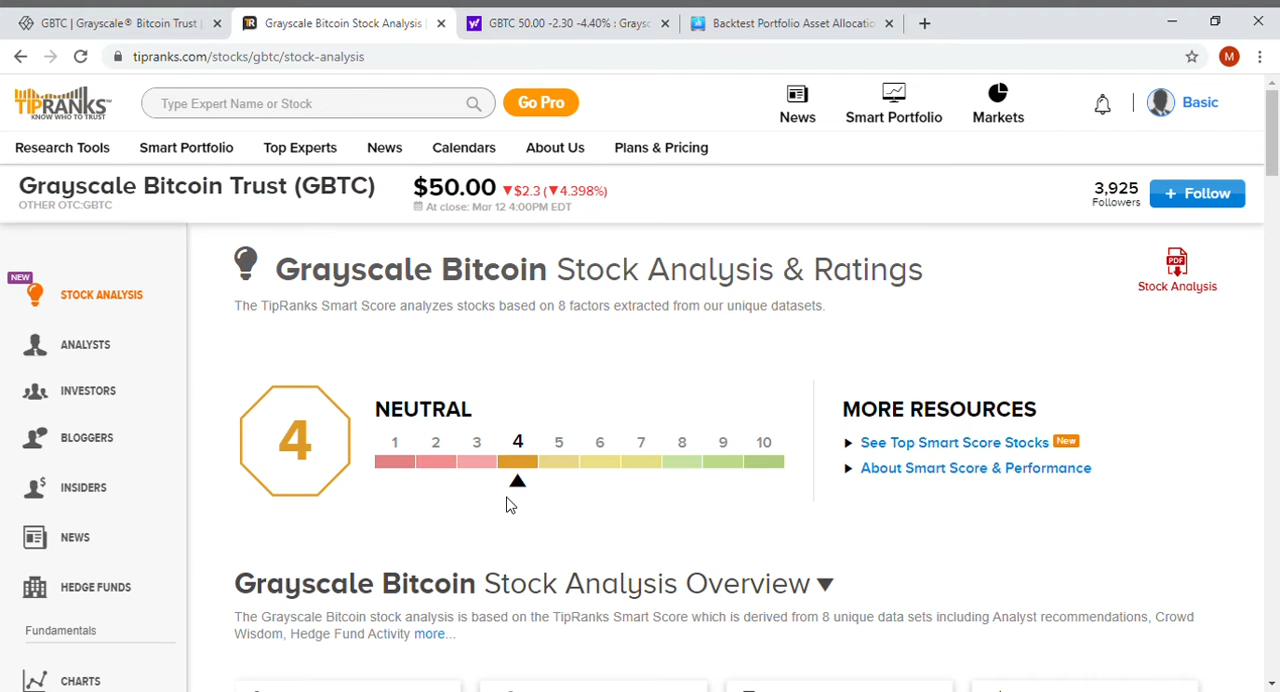 GBTC | Grayscale® Bitcoin Trust |
Grayscale Bitcoin Stock Analysis |
GBTC 50.00 -2.30 -4.40% : Graysc
Backtest Portfolio Asset Allocatio
tipranks.com/stocks/gbtc/stock-analysis
M
TIPRANKS
KNOW WHO TO TRUST
Type Expert Name or Stock
Go Pro
News
Smart Portfolio
Markets
Basic
Research Tools
Smart Portfolio
Top Experts
News
Calendars
About Us
Plans & Pricing
Grayscale Bitcoin Trust (GBTC)
OTHER OTC:GBTC
$50.00 ▼$2.3 (▼4.398%)
At close: Mar 12 4:00PM EDT
3,925
Followers
+ Follow
NEW
STOCK ANALYSIS
ANALYSTS
INVESTORS
BLOGGERS
INSIDERS
NEWS
HEDGE FUNDS
Fundamentals
CHARTS
Grayscale Bitcoin Stock Analysis & Ratings
The TipRanks Smart Score analyzes stocks based on 8 factors extracted from our unique datasets.
PDF
Stock Analysis
4
NEUTRAL
1 2 3 4 5 6 7 8 9 10
MORE RESOURCES
See Top Smart Score Stocks New
About Smart Score & Performance
Grayscale Bitcoin Stock Analysis Overview ▼
The Grayscale Bitcoin stock analysis is based on the TipRanks Smart Score which is derived from 8 unique data sets including Analyst recommendations, Crowd
Wisdom, Hedge Fund Activity more...